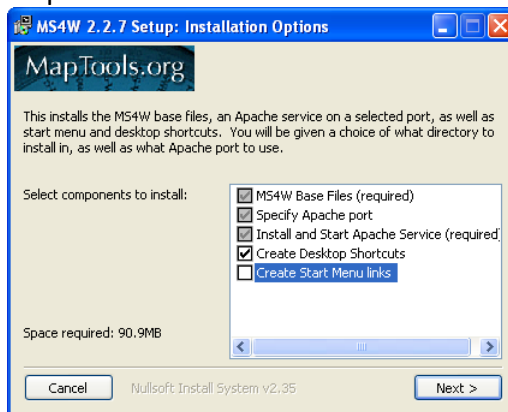 MS4W 2.2.7 Setup: Installation Options
MapTools.org
This installs the MS4W base files, an Apache service on a selected port, as well as
start menu and desktop shortcuts. You will be given a choice of what directory to
install in, as well as what Apache port to use.
Select components to install:
MS4W Base Files (required)
Specify Apache port
Install and Start Apache Service (required
Create Desktop Shortcuts
Create Start Menu links
Space required: 90.9MB
Cancel
Nullsoft Install System v2.35
Next >